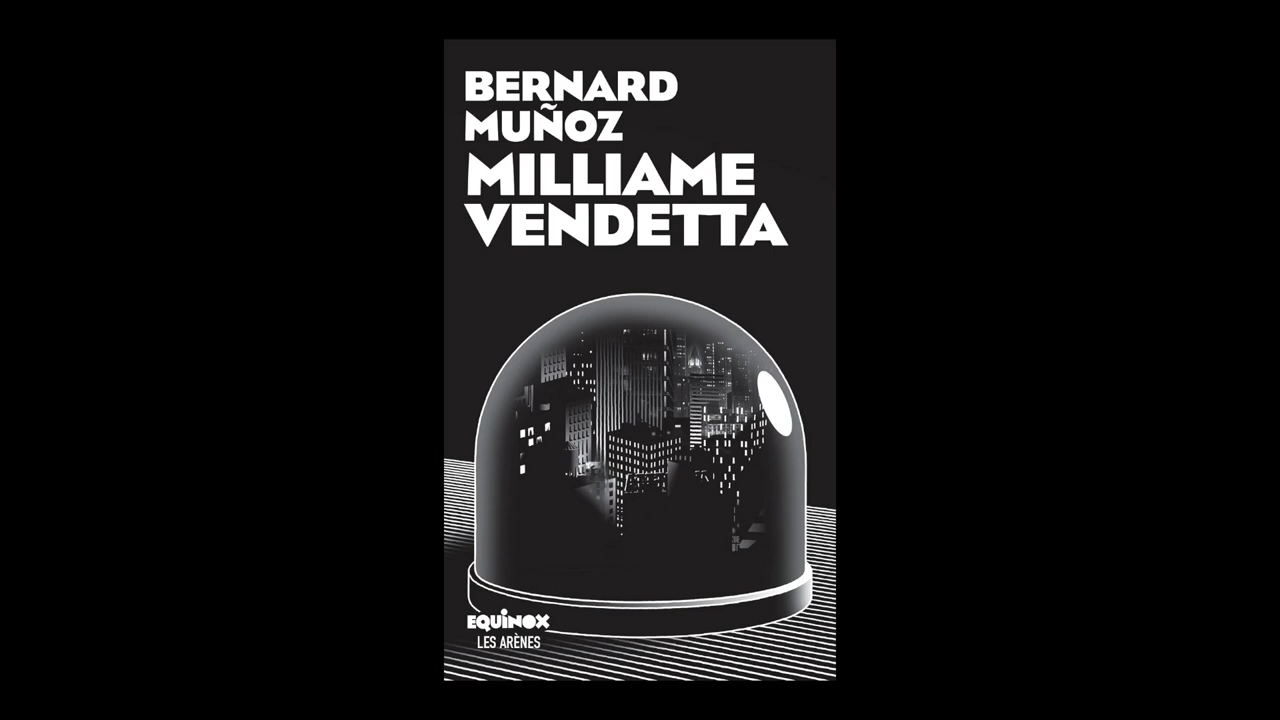 BERNARD
MUÑOZ
MILLIAME
VENDETTA
EQUINOX
LES ARÈNES